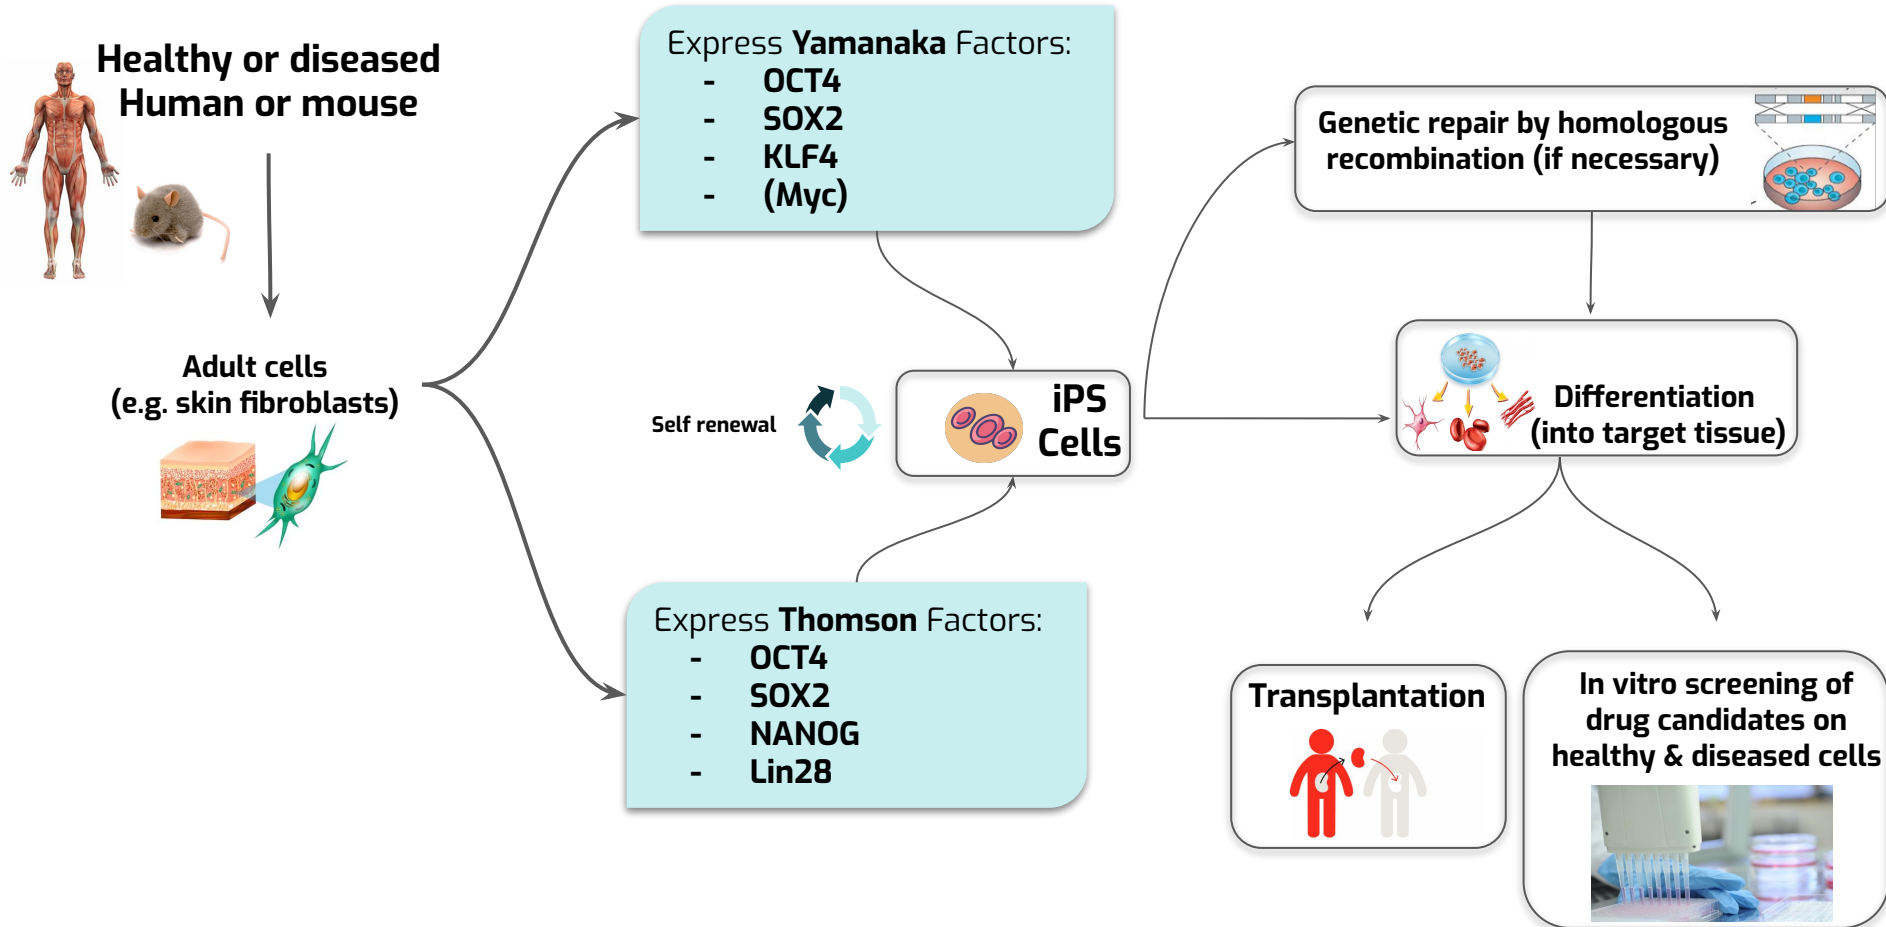 Healthy or diseased
Human or mouse
Adult cells
(e.g. skin fibroblasts)
Express Yamanaka Factors:
- OCT4
- SOX2
- KLF4
- (Myc)
Self renewal
iPS
Cells
Express Thomson Factors:
- OCT4
- SOX2
- NANOG
- Lin28
Genetic repair by homologous
recombination (if necessary)
Differentiation
(into target tissue)
Transplantation
In vitro screening of
drug candidates on
healthy & diseased cells